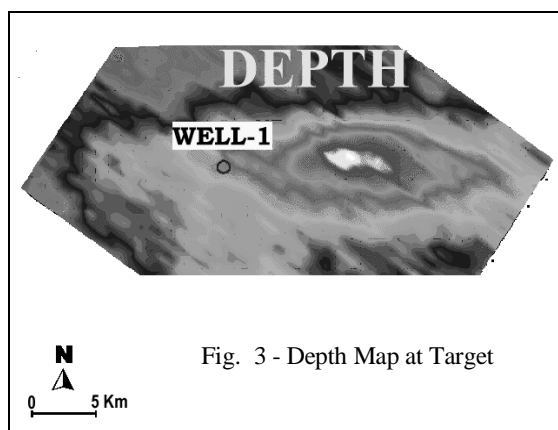 DEPTH
WELL-1
Fig. 3 - Depth Map at Target
N
0 5 Km